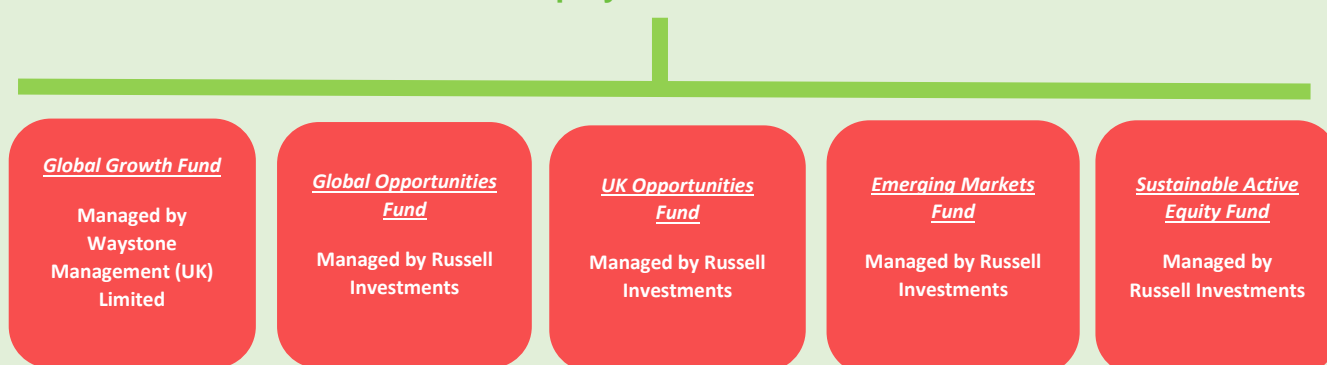 Global Growth Fund
Managed by
Waystone
Management (UK)
Limited
Global Opportunities
Fund
Managed by Russell
Investments
UK Opportunities
Fund
Managed by Russell
Investments
Emerging Markets
Fund
Managed by Russell
Investments
Sustainable Active
Equity Fund
Managed by
Russell Investments